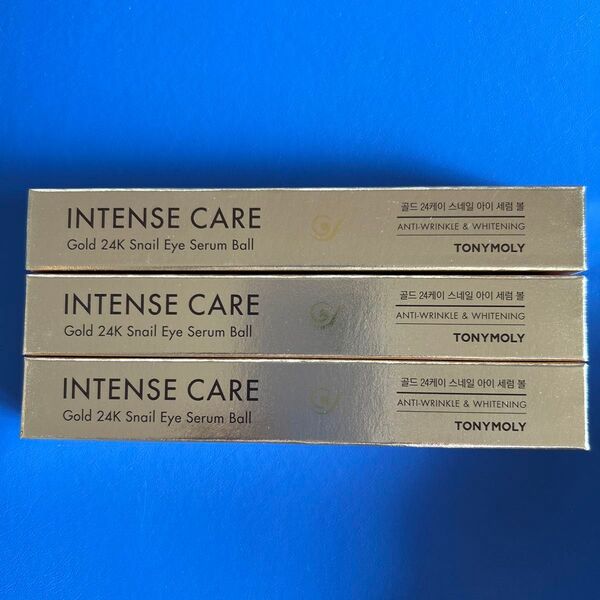 INTENSE CARE
Gold 24K Snail Eye Serum Ball
골드 24케이 스네일 아이 세럼 볼
ANTI-WRINKLE & WHITENING
TONYMOLY
INTENSE CARE
Gold 24K Snail Eye Serum Ball
골드 24케이 스네일 아이 세럼 볼
ANTI-WRINKLE & WHITENING
TONYMOLY
INTENSE CARE
Gold 24K Snail Eye Serum Ball
골드 24케이 스네일 아이 세럼 볼
ANTI-WRINKLE & WHITENING
TONYMOLY